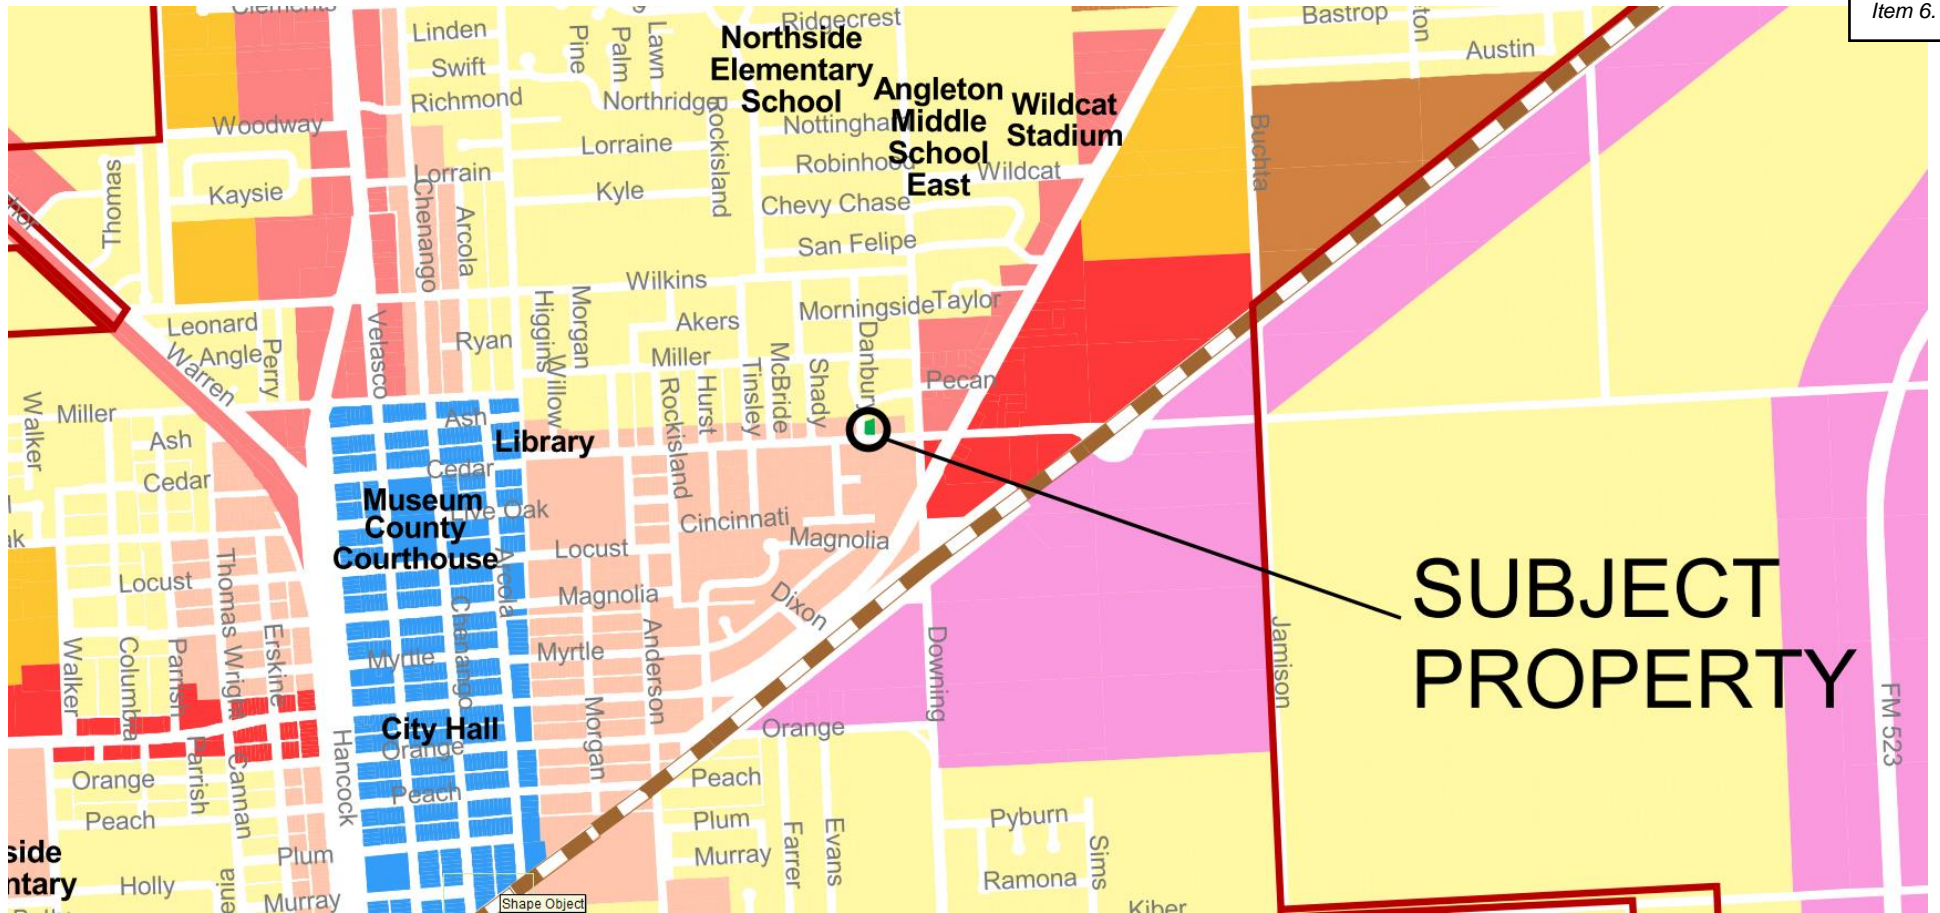 Item 6.
Clements
Linden
Swift
Richmond
Pine
Palm
Lawn
Ridgecrest
Northside
Elementary
School
Northridge
Rockisland
Angleton
Middle
School
East
Wildcat
Stadium
Bastrop
Austin
Buchta
Woodway
Kaysie
Thomas
Lorrain
Lorraine
Kyle
Nottingham
Robinhood
Wildcat
Chevy Chase
San Felipe
Chenango
Arcola
Wilkins
Morningside
Taylor
Leonard
Angle
Perry
Warren
Velasco
Ryan
Higgins
Morgan
Willow
Akers
Miller
Rockisland
Hurst
Tinsley
McBride
Shady
Danbury
Pecan
Walker
Miller
Ash
Cedar
Ash
Library
Cedar
Museum
County
Courthouse
Live Oak
Arcola
Cincinnati
Magnolia
Locust
Magnolia
Dixon
Locust
Thomas Wright
Erskine
Walker
Columbia
Parrish
Myrtle
Chenango
Myrtle
Anderson
Morgan
Downing
Jamison
FM 523
SUBJECT
PROPERTY
City Hall
Orange
Orange
Hancock
Parrish
Cannan
Orange
Peach
Peach
Peach
Plum
Murray
Farrer
Evans
Pyburn
Ramona
Sims
Kiber
side
ntary
Holly
Plum
Murray
Shape Object